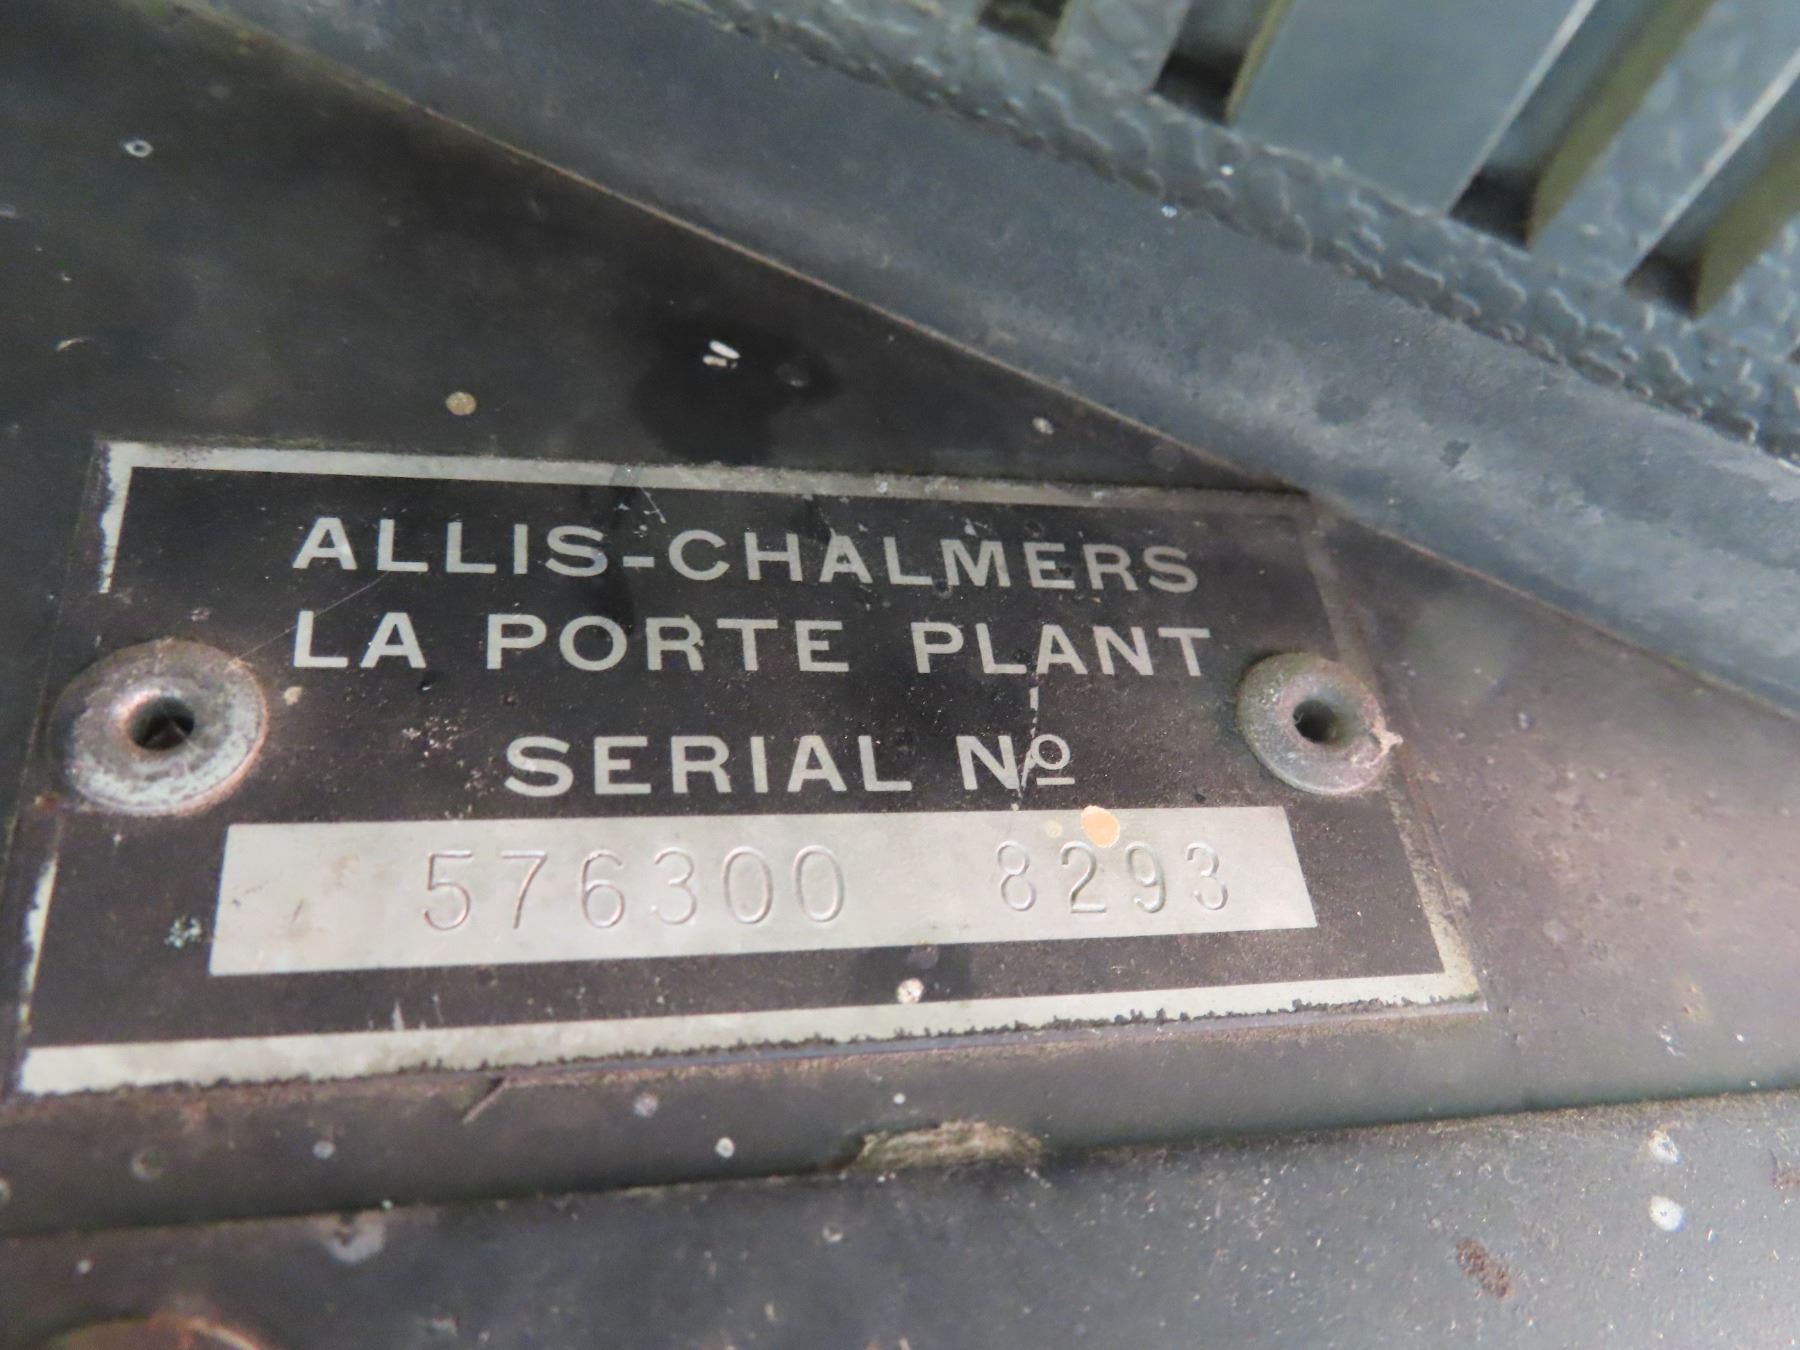 ALLIS-CHALMERS
LA PORTE PLANT
SERIAL Nº
576300 8293